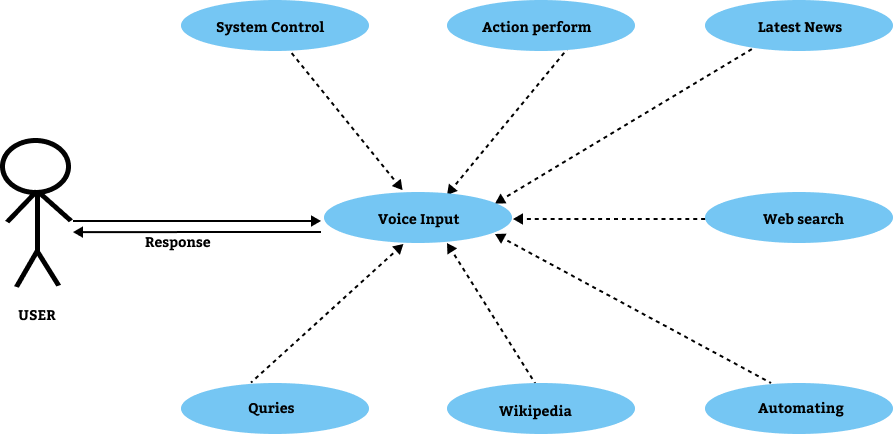 System Control
Action perform
Latest News
Voice Input
Web search
Response
USER
Quries
Wikipedia
Automating